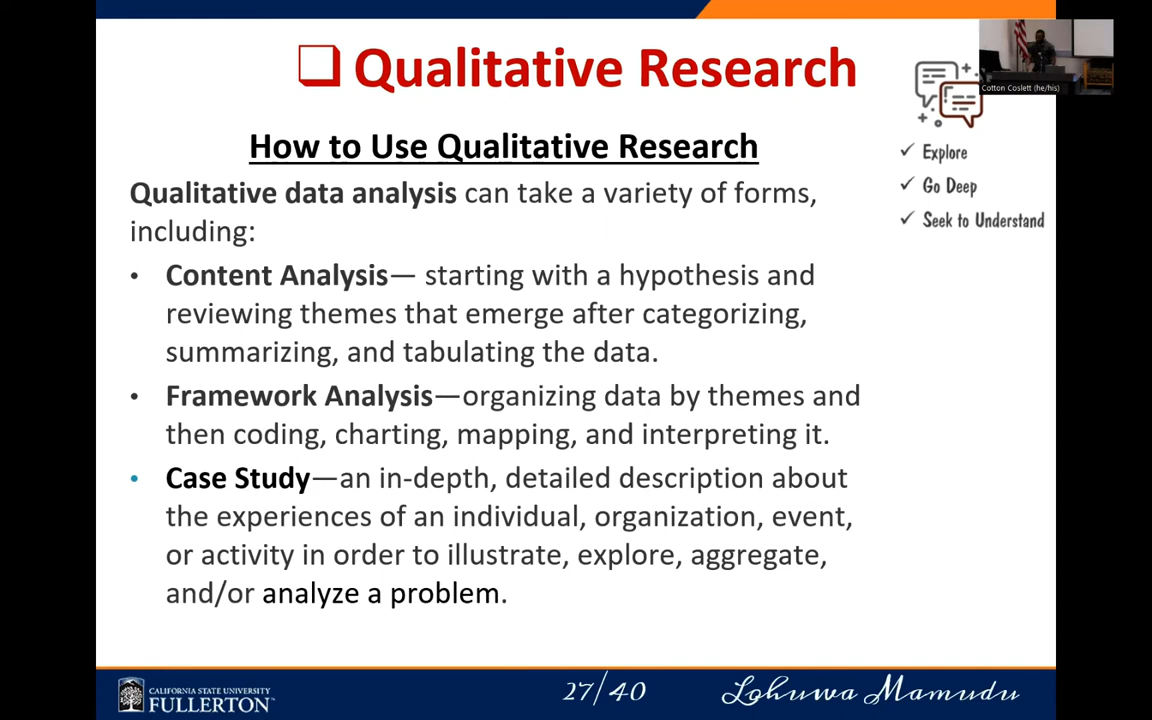 Qualitative Research
Cotton Coslett (he/his)
How to Use Qualitative Research
✓ Explore
✓ Go Deep
✓ Seek to Understand
Qualitative data analysis can take a variety of forms,
including:
• Content Analysis— starting with a hypothesis and
reviewing themes that emerge after categorizing,
summarizing, and tabulating the data.
• Framework Analysis—organizing data by themes and
then coding, charting, mapping, and interpreting it.
• Case Study—an in-depth, detailed description about
the experiences of an individual, organization, event,
or activity in order to illustrate, explore, aggregate,
and/or analyze a problem.
CALIFORNIA STATE UNIVERSITY
FULLERTON™
27/40
Lohuwa Mamudu